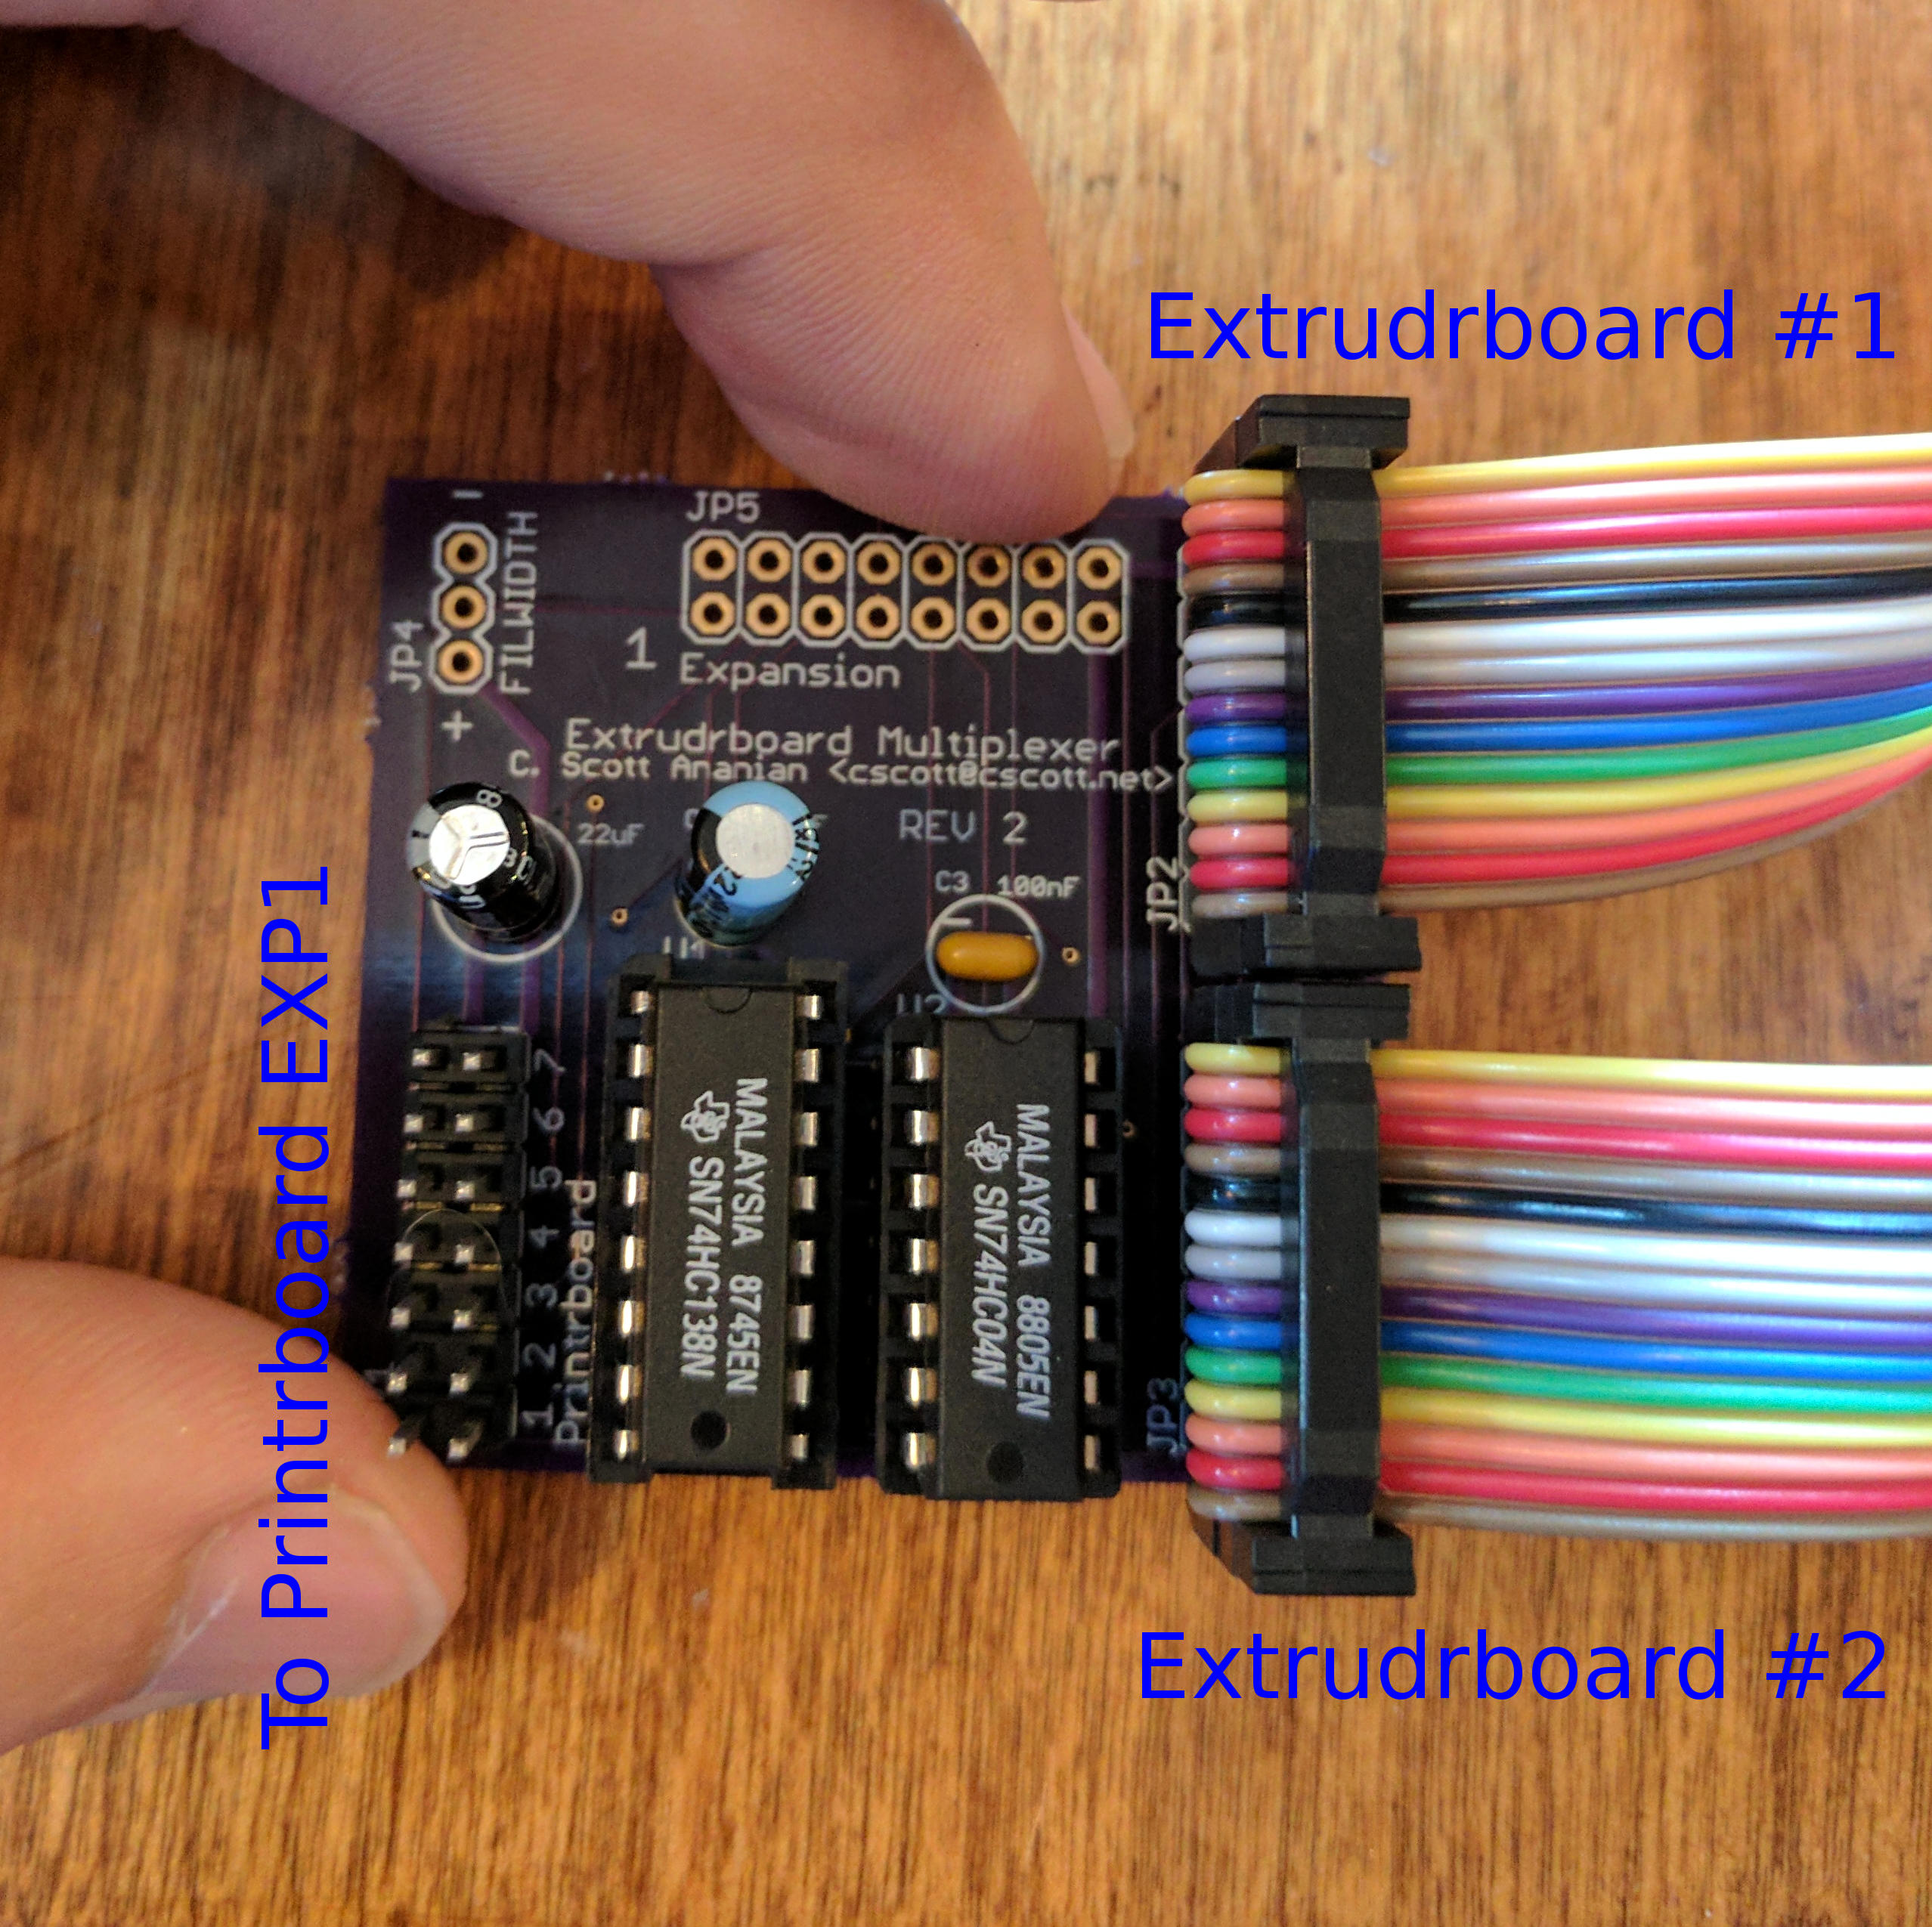 Extrudrboard #1
JP5
FILWIDTH
JP4
1
Expansion
+
Extrudrboard Multiplexer
C. Scott Ananian <cscott@cscott.net>
22uF
REV 2
C3 100nF
JP2
U1
U2
To Printrboard EXP1
7
6
5
4
3
2
1
Printrboard
MALAYSIA 8745EN
SN74HC138N
MALAYSIA 8805EN
SN74HC04N
JP3
Extrudrboard #2